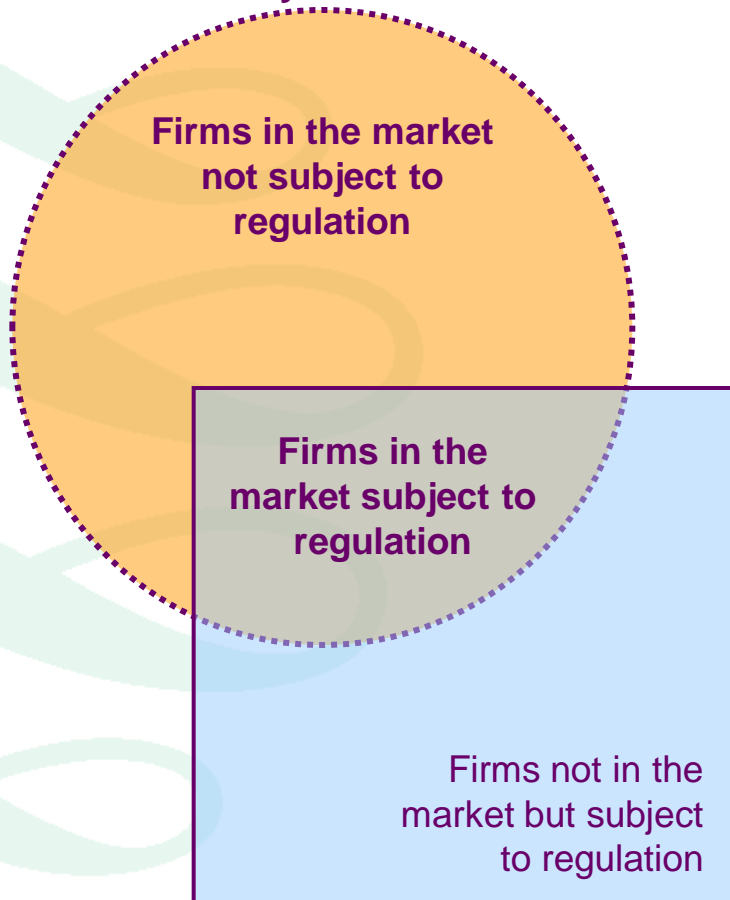 Firms in the market
not subject to
regulation
Firms in the
market subject to
regulation
Firms not in the
market but subject
to regulation